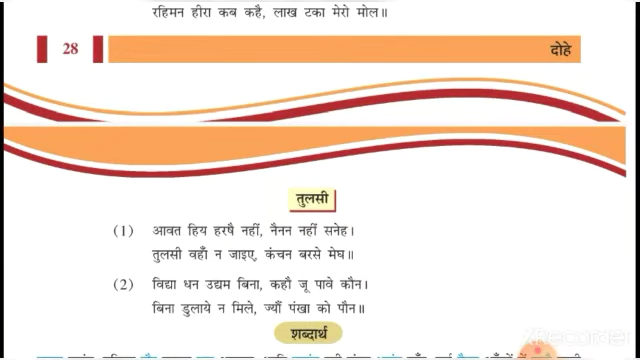 रहिमन हीरा कब कहै, लाख टका मेरो मोल॥
28 दोहे
तुलसी
(1) आवत हिय हरषै नहीं, नैनन नहीं सनेह।
तुलसी वहाँ न जाइए, कंचन बरसे मेघ॥
(2) विद्या धन उद्यम बिना, कहौ जू पावे कौन।
बिना डुलाये न मिले, ज्यौं पंखा को पौन॥
शब्दार्थ
XRecorder